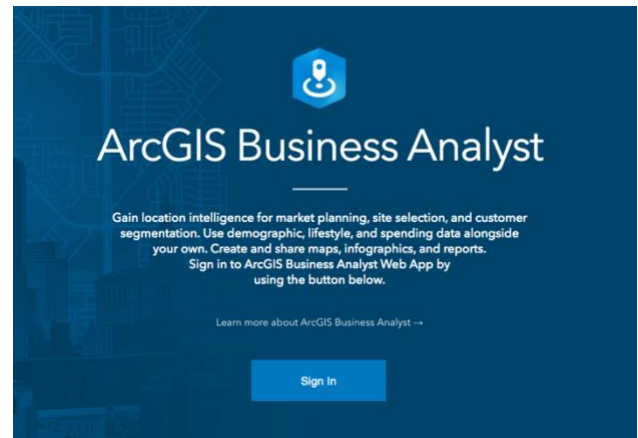 ArcGIS Business Analyst
Gain location intelligence for market planning, site selection, and customer
segmentation. Use demographic, lifestyle, and spending data alongside
your own. Create and share maps, infographics, and reports.
Sign in to ArcGIS Business Analyst Web App by
using the button below.
Learn more about ArcGIS Business Analyst →
Sign In